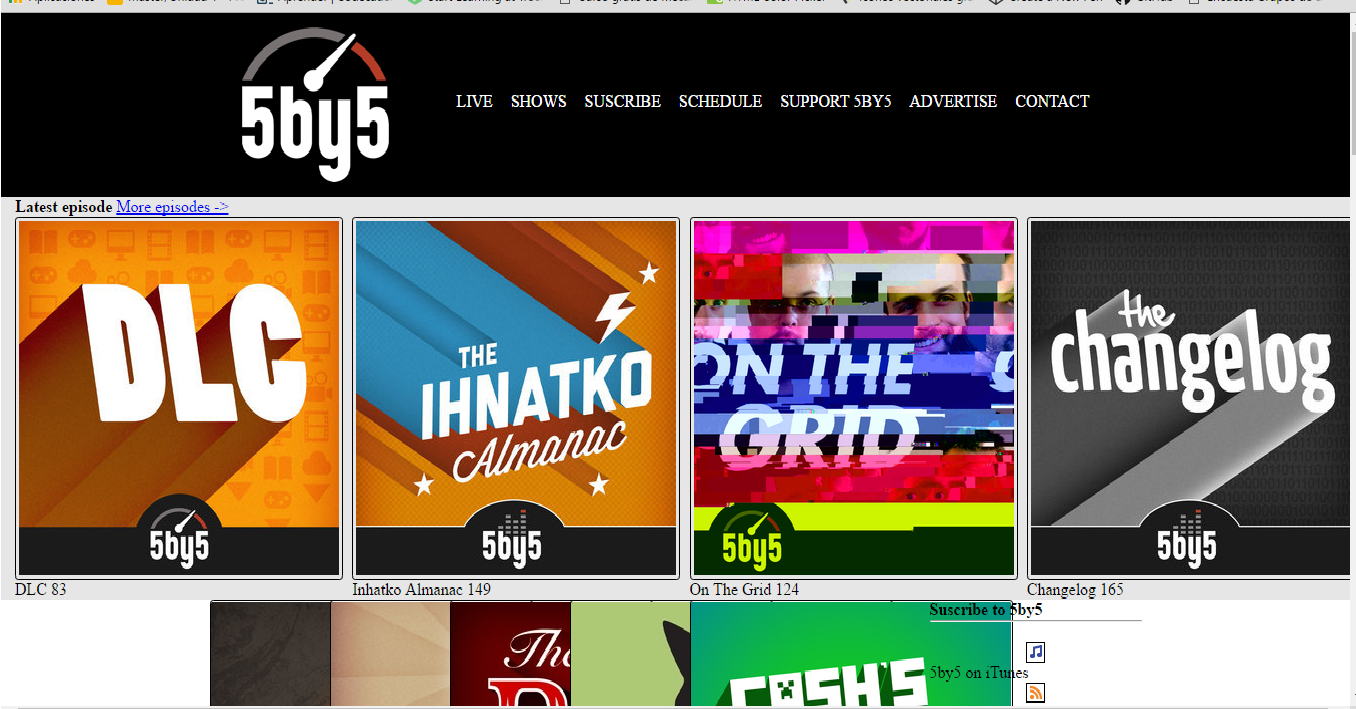 5by5
LIVE SHOWS SUSCRIBE SCHEDULE SUPPORT 5BY5 ADVERTISE CONTACT
Latest episode More episodes ->
DLC
5by5
THE
IHNATKO
Almanac
5by5
ON THE
GRID
5by5
the
changelog
5by5
DLC 83
Inhatko Almanac 149
On The Grid 124
Changelog 165
The
COSH'S
Suscribe to 5by5
5by5 on iTunes